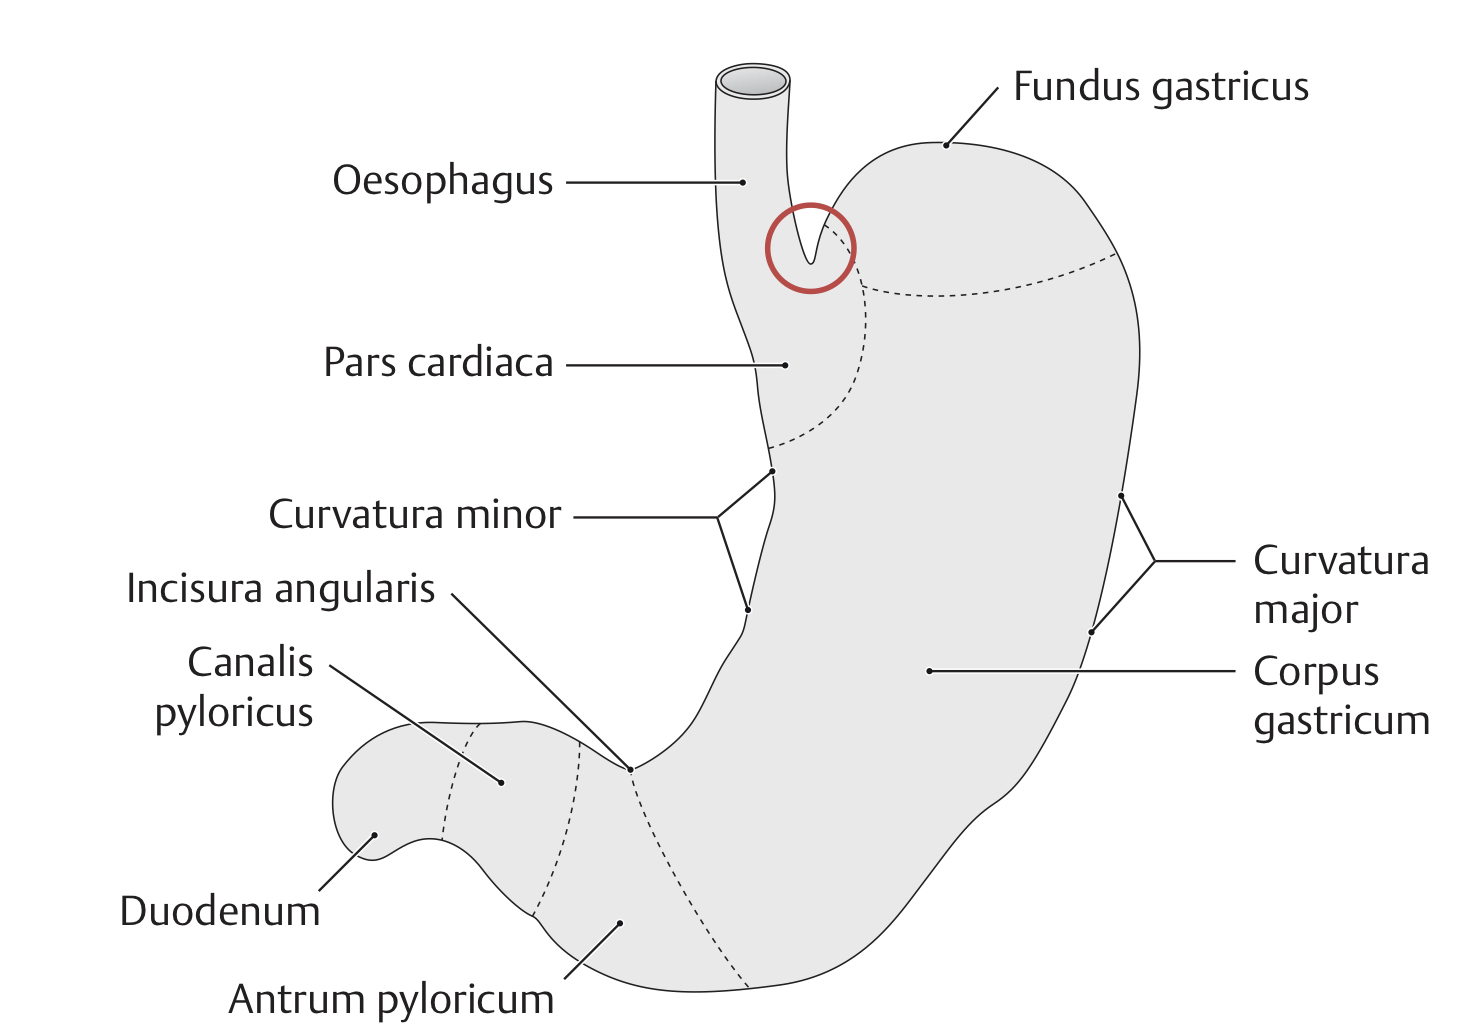 Fundus gastricus
Oesophagus
Pars cardiaca
Curvatura minor
Curvatura
major
Incisura angularis
Canalis
pyloricus
Corpus
gastricum
Duodenum
Antrum pyloricum